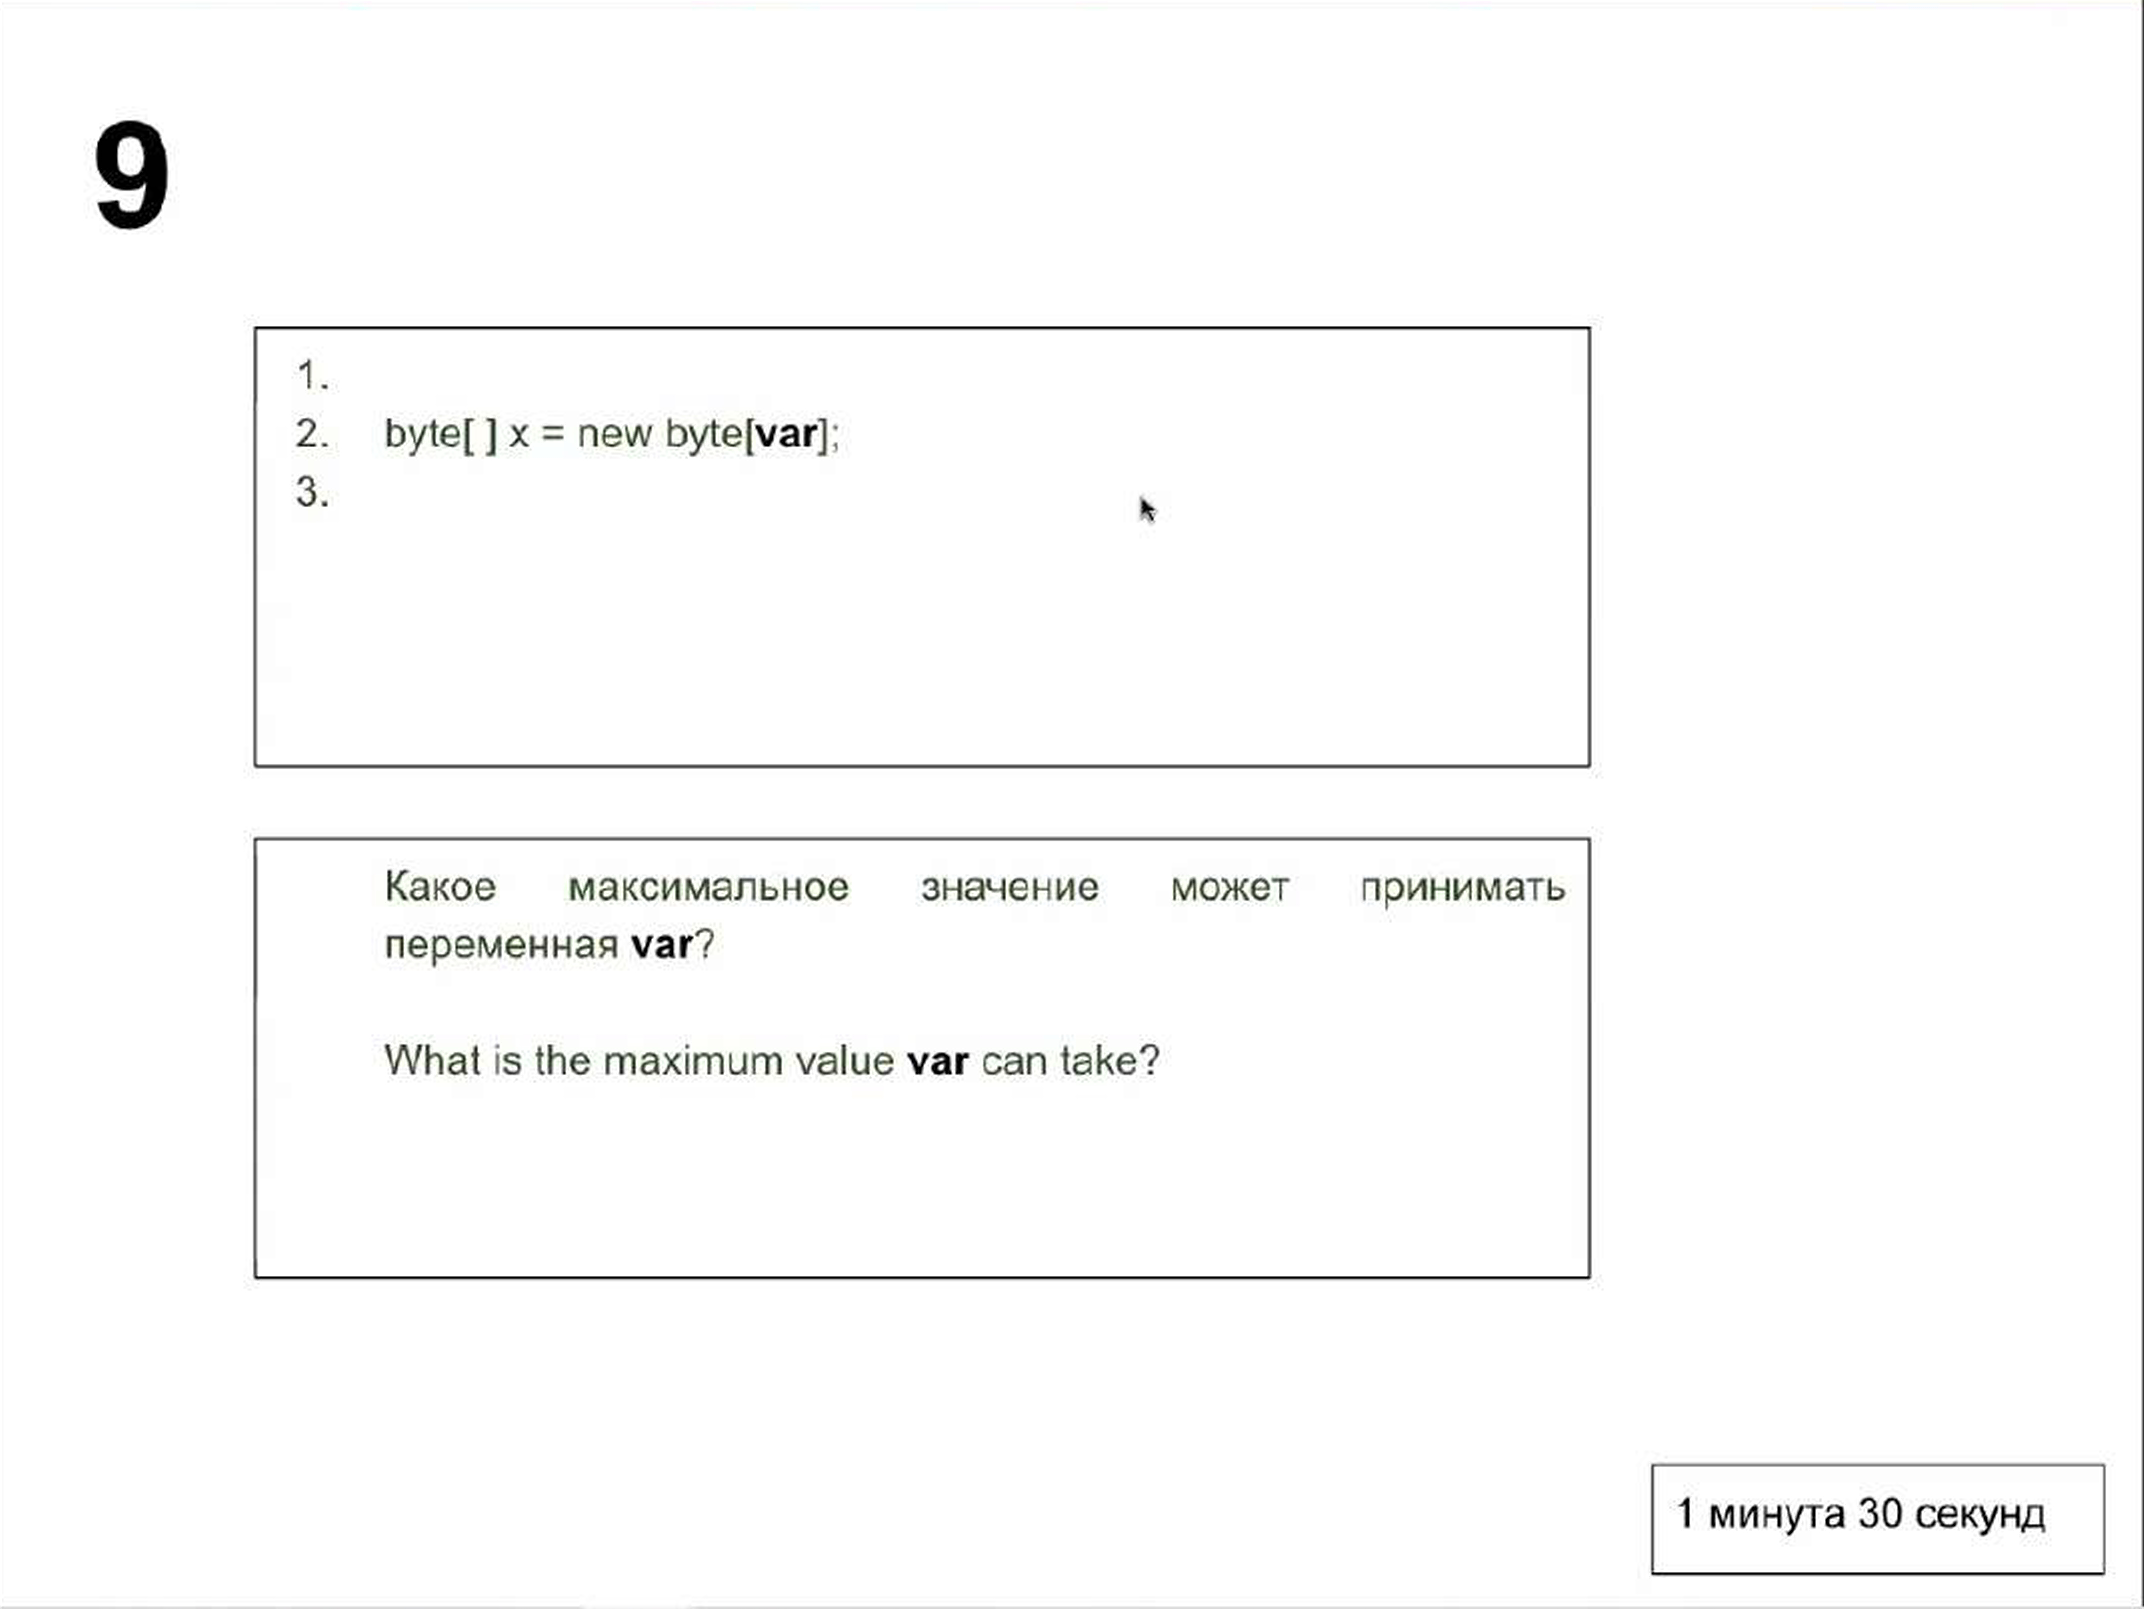 9
1.
2. byte[ ] x = new byte[var];
3.
Какое максимальное значение может принимать
переменная var?
What is the maximum value var can take?
1 минута 30 секунд